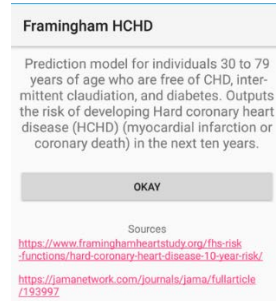 Framingham HCHD
Prediction model for individuals 30 to 79
years of age who are free of CHD, inter-
mittent claudiation, and diabetes. Outputs
the risk of developing Hard coronary heart
disease (HCHD) (myocardial infarction or
coronary death) in the next ten years.
OKAY
Sources
https://www.framinghamheartstudy.org/fhs-risk
-functions/hard-coronary-heart-disease-10-year-risk/
https://jamanetwork.com/journals/jama/fullarticle
/193997